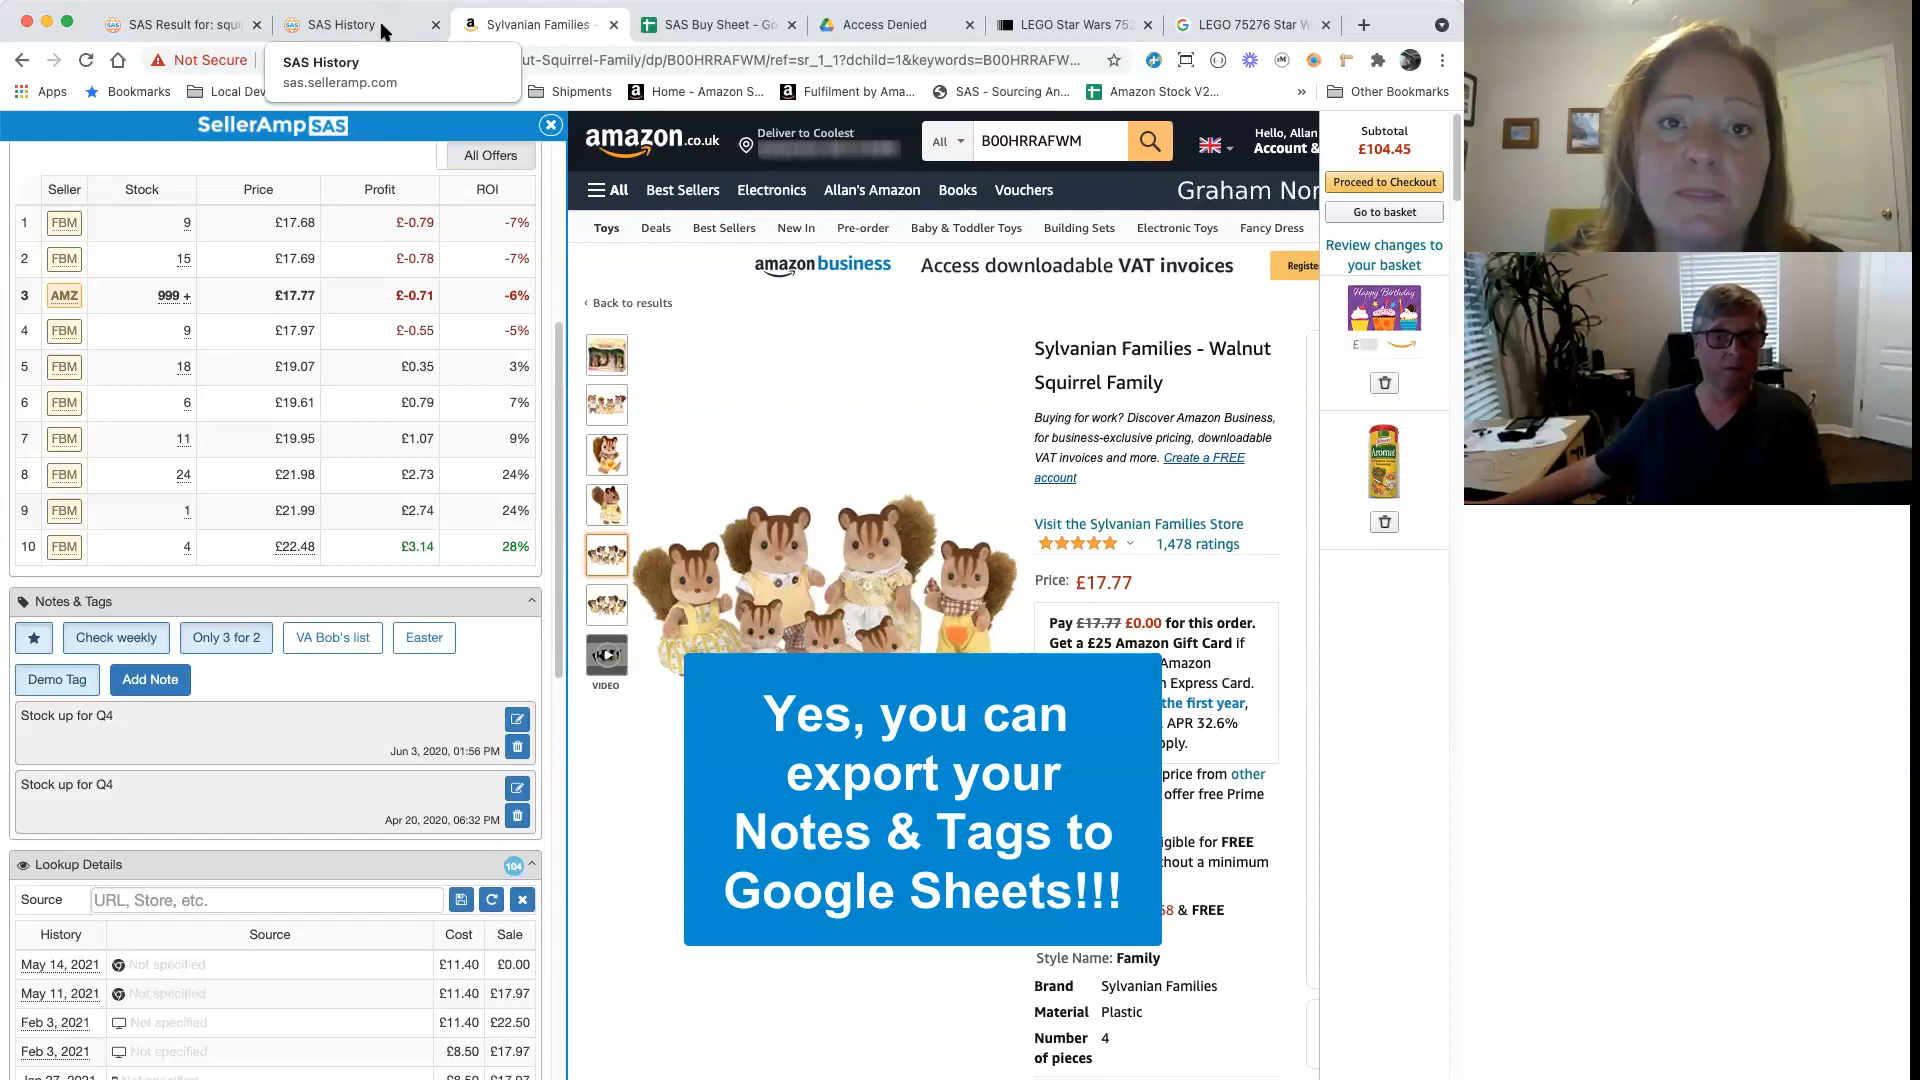 SAS Result for: squi
SAS History
Sylvanian Families -
SAS Buy Sheet - Go
Access Denied
LEGO Star Wars 752
LEGO 75276 Star W
Not Secure
SAS History
sas.selleramp.com
ut-Squirrel-Family/dp/B00HRRAFWM/ref=sr_1_1?dchild=1&keywords=B00HRRAFWM&...
Apps
Bookmarks
Local Dev
Shipments
Home - Amazon S...
Fulfilment by Ama...
SAS - Sourcing An...
Amazon Stock V2...
»
Other Bookmarks
SellerAmp SAS
All Offers
Seller Stock Price Profit ROI
1 FBM 9 £17.68 £-0.79 -7%
2 FBM 15 £17.69 £-0.78 -7%
3 AMZ 999 + £17.77 £-0.71 -6%
4 FBM 9 £17.97 £-0.55 -5%
5 FBM 18 £19.07 £0.35 3%
6 FBM 6 £19.61 £0.79 7%
7 FBM 11 £19.95 £1.07 9%
8 FBM 24 £21.98 £2.73 24%
9 FBM 1 £21.99 £2.74 24%
10 FBM 4 £22.48 £3.14 28%
Notes & Tags
Check weekly
Only 3 for 2
VA Bob's list
Easter
Demo Tag
Add Note
Stock up for Q4
Jun 3, 2020, 01:56 PM
Stock up for Q4
Apr 20, 2020, 06:32 PM
Lookup Details
104
Source URL, Store, etc.
History Source Cost Sale
May 14, 2021 Not specified £11.40 £0.00
May 11, 2021 Not specified £11.40 £17.97
Feb 3, 2021 Not specified £11.40 £22.50
Feb 3, 2021 Not specified £8.50 £17.97
Jan 27, 2021 Not specified £8.50 £17.97
amazon.co.uk
Deliver to Coolest
All
B00HRRAFWM
Hello, Allan
Account &
All
Best Sellers
Electronics
Allan's Amazon
Books
Vouchers
Graham Nor
Toys
Deals
Best Sellers
New In
Pre-order
Baby & Toddler Toys
Building Sets
Electronic Toys
Fancy Dress
amazon business
Access downloadable VAT invoices
Registe
‹ Back to results
VIDEO
Sylvanian Families - Walnut
Squirrel Family
Buying for work? Discover Amazon Business,
for business-exclusive pricing, downloadable
VAT invoices and more. Create a FREE
account
Visit the Sylvanian Families Store
1,478 ratings
Price: £17.77
Pay £17.77 £0.00 for this order.
Get a £25 Amazon Gift Card if
Amazon
n Express Card.
the first year,
APR 32.6%
pply.
price from other
offer free Prime
igible for FREE
hout a minimum
58 & FREE
Style Name: Family
Brand Sylvanian Families
Material Plastic
Number 4
of pieces
Yes, you can
export your
Notes & Tags to
Google Sheets!!!
Subtotal
£104.45
Proceed to Checkout
Go to basket
Review changes to
your basket
Happy Birthday
£
Knorr
Aromat